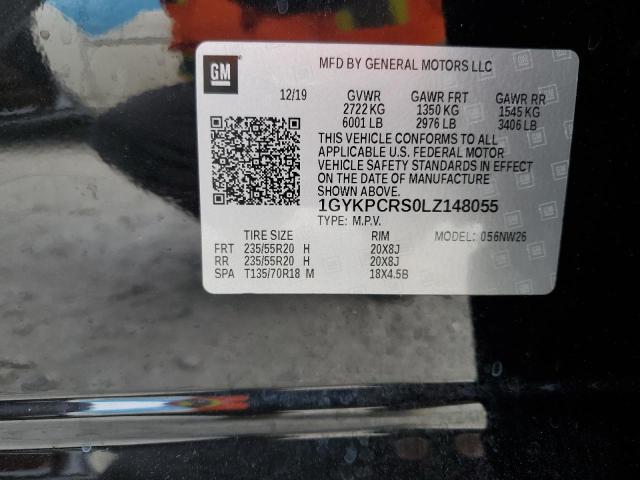 GM
MFD BY GENERAL MOTORS LLC
12/19 GVWR GAWR FRT GAWR RR
2722 KG 1350 KG 1545 KG
6001 LB 2976 LB 3406 LB
THIS VEHICLE CONFORMS TO ALL
APPLICABLE U.S. FEDERAL MOTOR
VEHICLE SAFETY STANDARDS IN EFFECT
ON THE DATE OF MANUFACTURE
SHOWN ABOVE.
1GYKPCRS0LZ148055
TYPE: M.P.V.
TIRE SIZE RIM MODEL: 056NW26
FRT 235/55R20 H 20X8J
RR 235/55R20 H 20X8J
SPA T135/70R18 M 18X4.5B